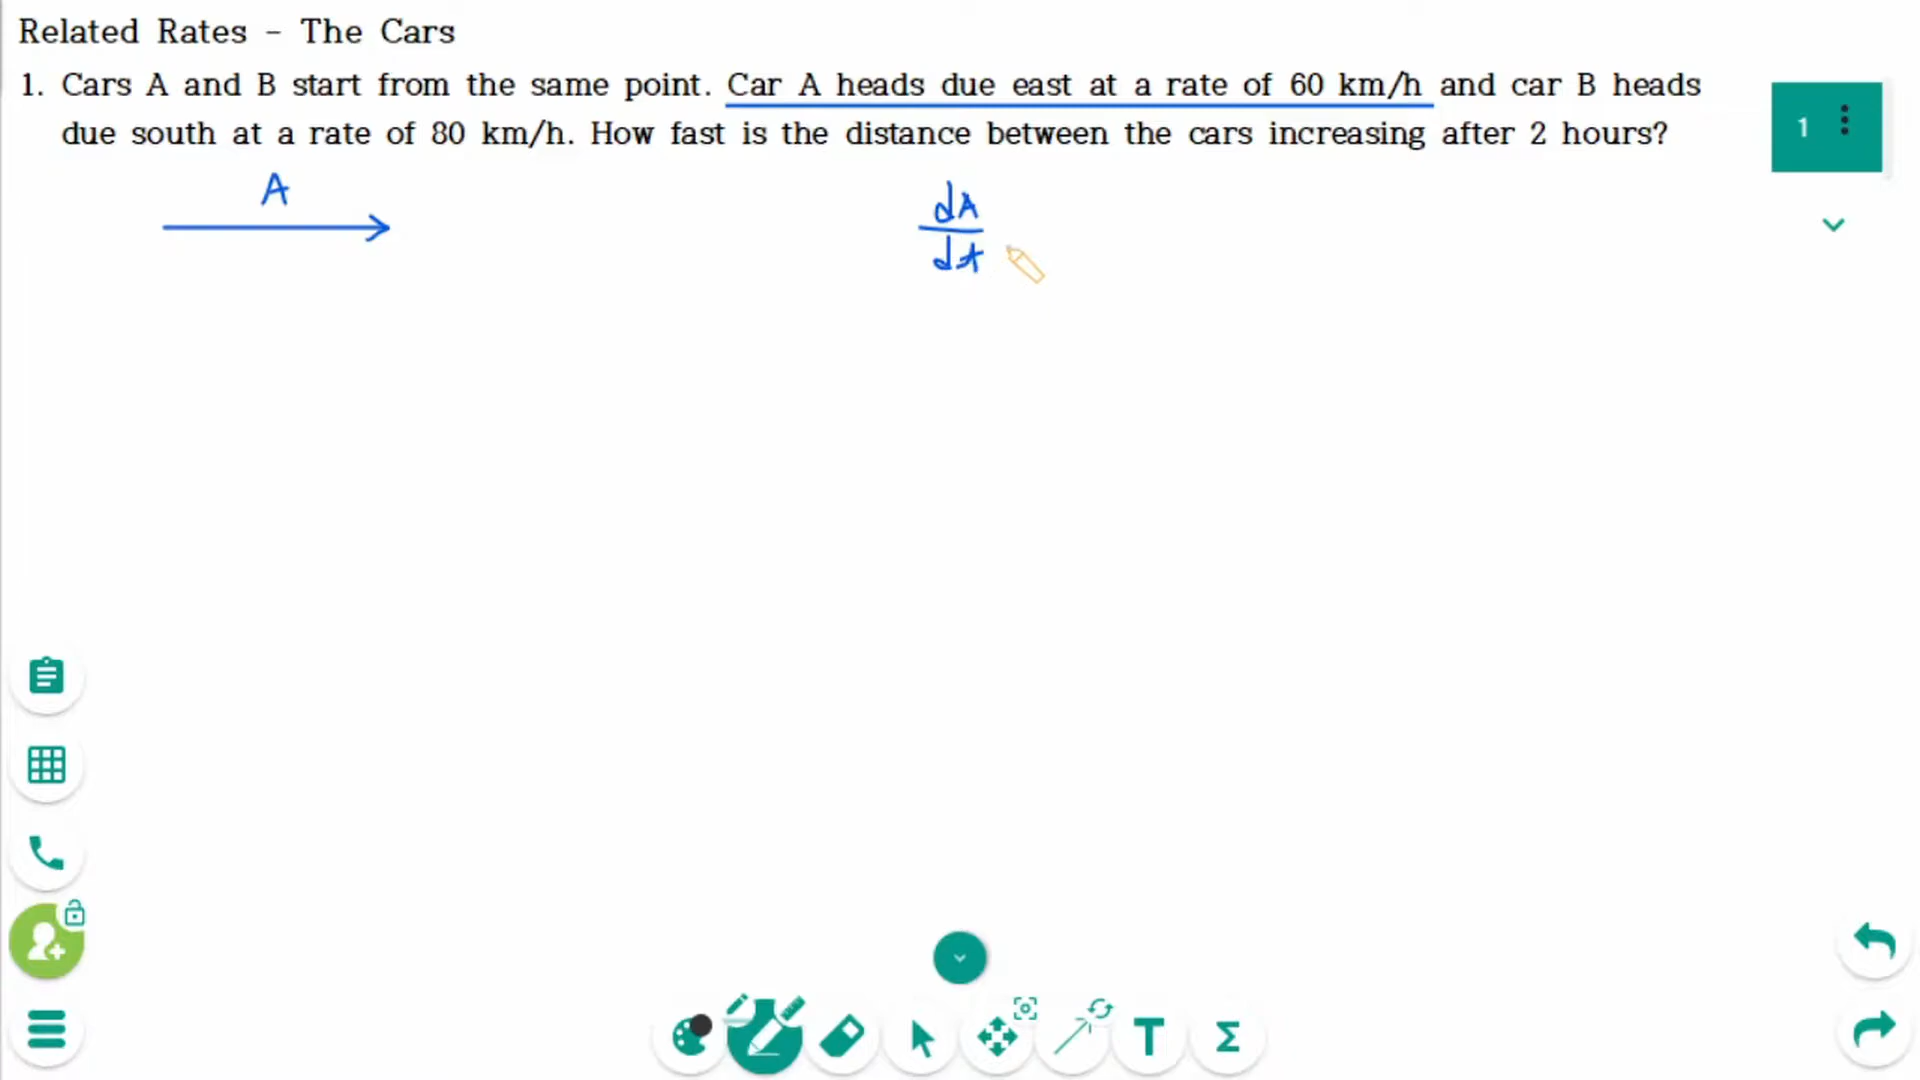 Related Rates - The Cars
1. Cars A and B start from the same point. Car A heads due east at a rate of 60 km/h and car B heads
due south at a rate of 80 km/h. How fast is the distance between the cars increasing after 2 hours?
1
A
dA
dt
T
Σ